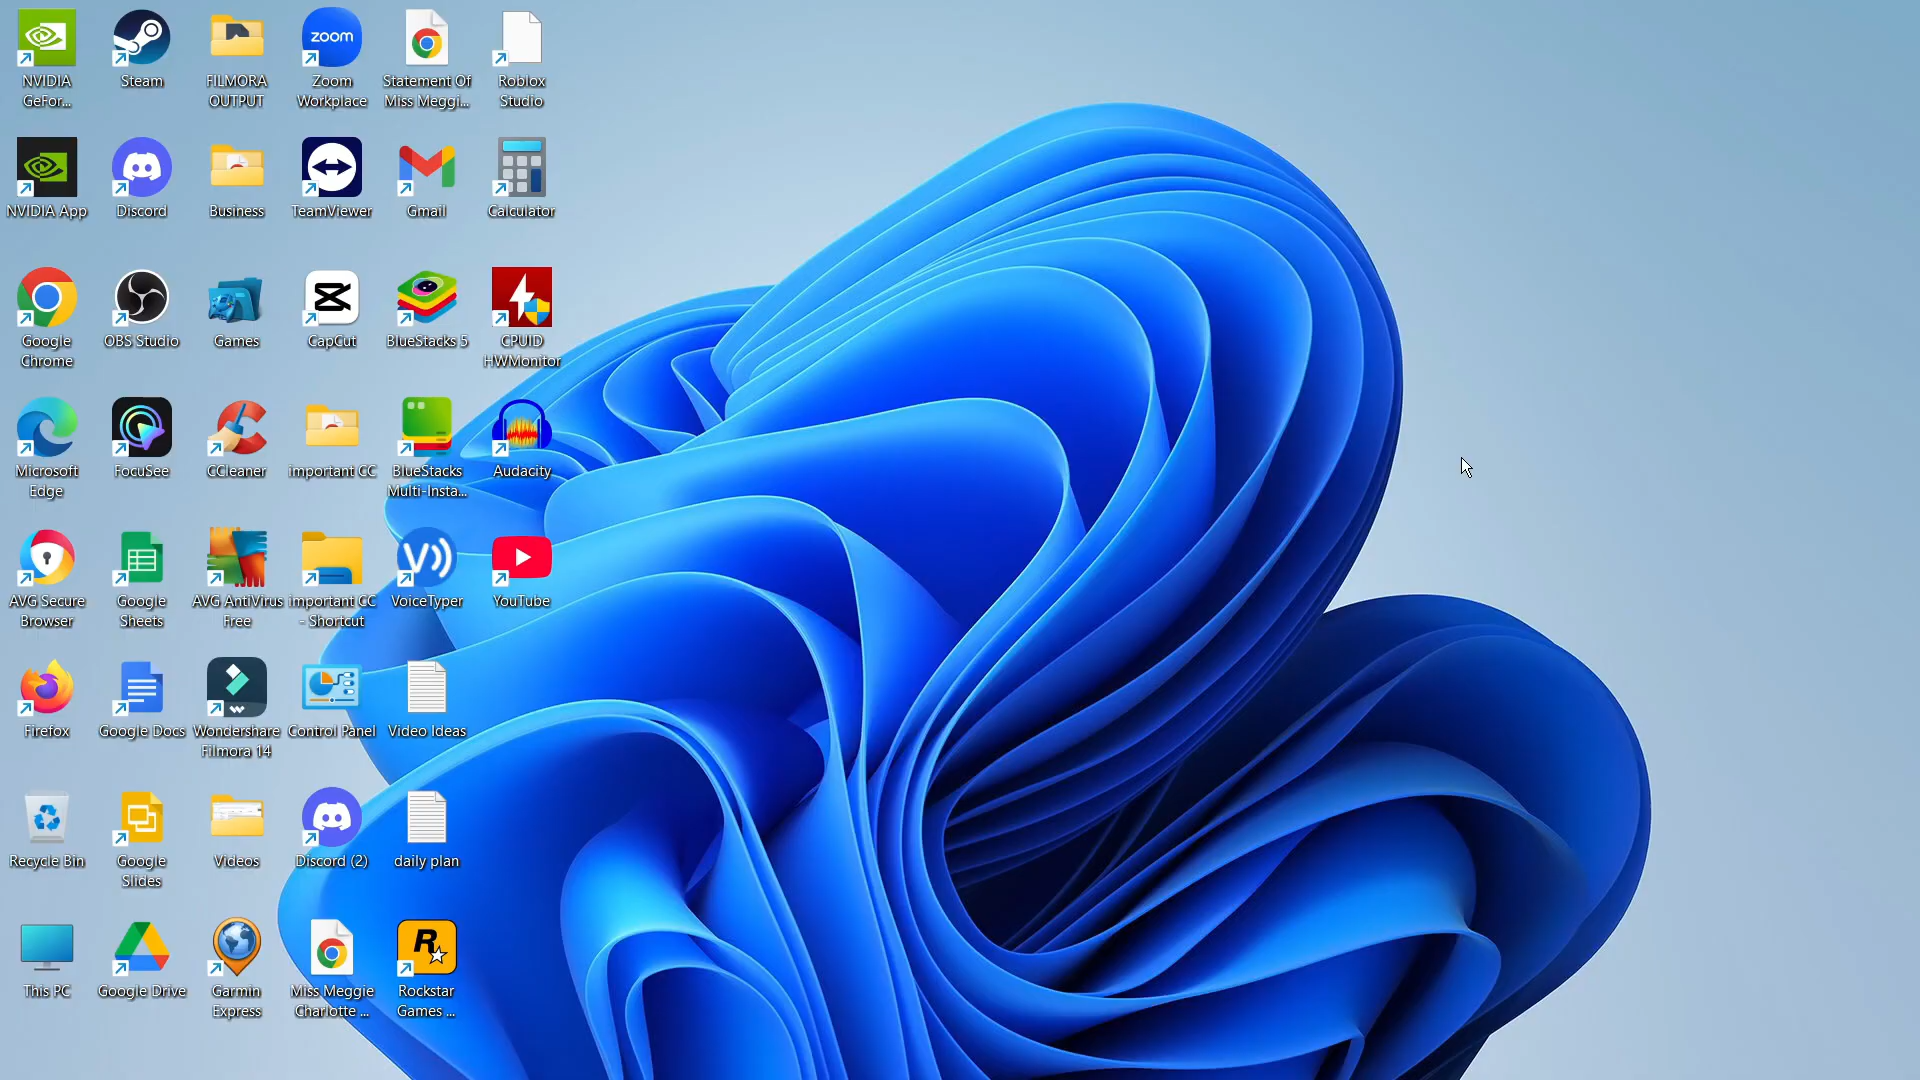 NVIDIA
GeFor...
Steam
FILMORA
OUTPUT
zoom
Zoom
Workplace
Statement Of
Miss Meggi...
Roblox
Studio
NVIDIA App
Discord
Business
TeamViewer
Gmail
Calculator
Google
Chrome
OBS Studio
Games
CapCut
BlueStacks 5
CPUID
HWMonitor
Microsoft
Edge
FocuSee
CCleaner
important CC
BlueStacks
Multi-Insta...
Audacity
AVG Secure
Browser
Google
Sheets
AVG AntiVirus
Free
important CC
- Shortcut
V))
VoiceTyper
YouTube
Firefox
Google Docs
Wondershare
Filmora 14
Control Panel
Video Ideas
Recycle Bin
Google
Slides
Videos
Discord (2)
daily plan
This PC
Google Drive
Garmin
Express
Miss Meggie
Charlotte ...
R
Rockstar
Games ...